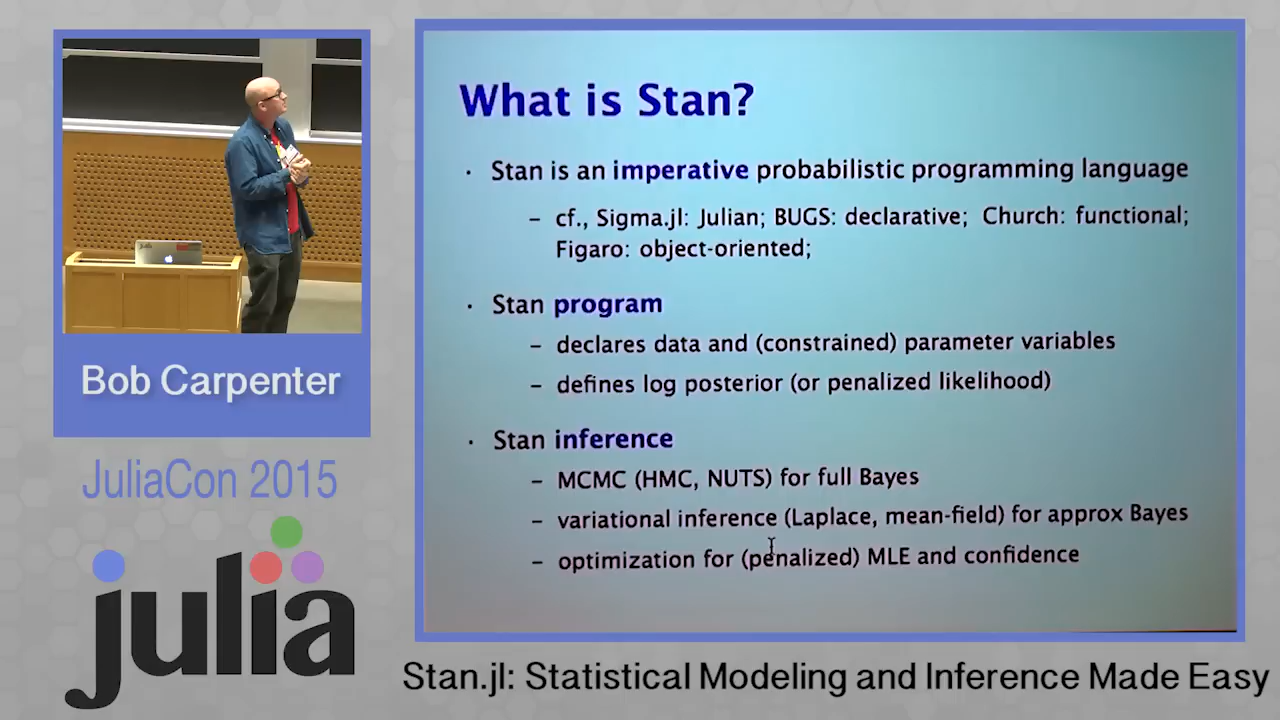 What is Stan?
· Stan is an imperative probabilistic programming language
– cf., Sigma.jl: Julian; BUGS: declarative; Church: functional;
Figaro: object-oriented;
· Stan program
– declares data and (constrained) parameter variables
– defines log posterior (or penalized likelihood)
· Stan inference
– MCMC (HMC, NUTS) for full Bayes
– variational inference (Laplace, mean-field) for approx Bayes
– optimization for (penalized) MLE and confidence
Bob Carpenter
JuliaCon 2015
julia
Stan.jl: Statistical Modeling and Inference Made Easy